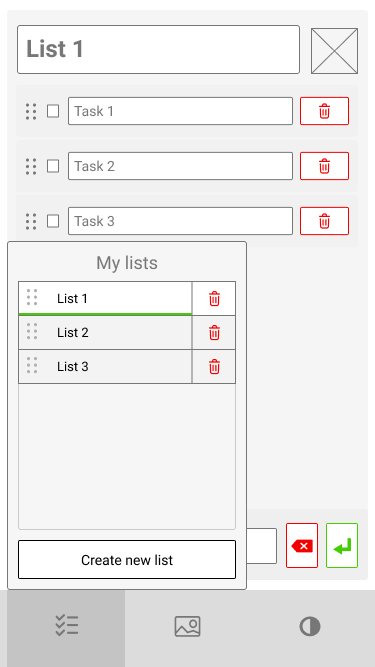 List 1
Task 1
Task 2
Task 3
My lists
List 1
List 2
List 3
Create new list